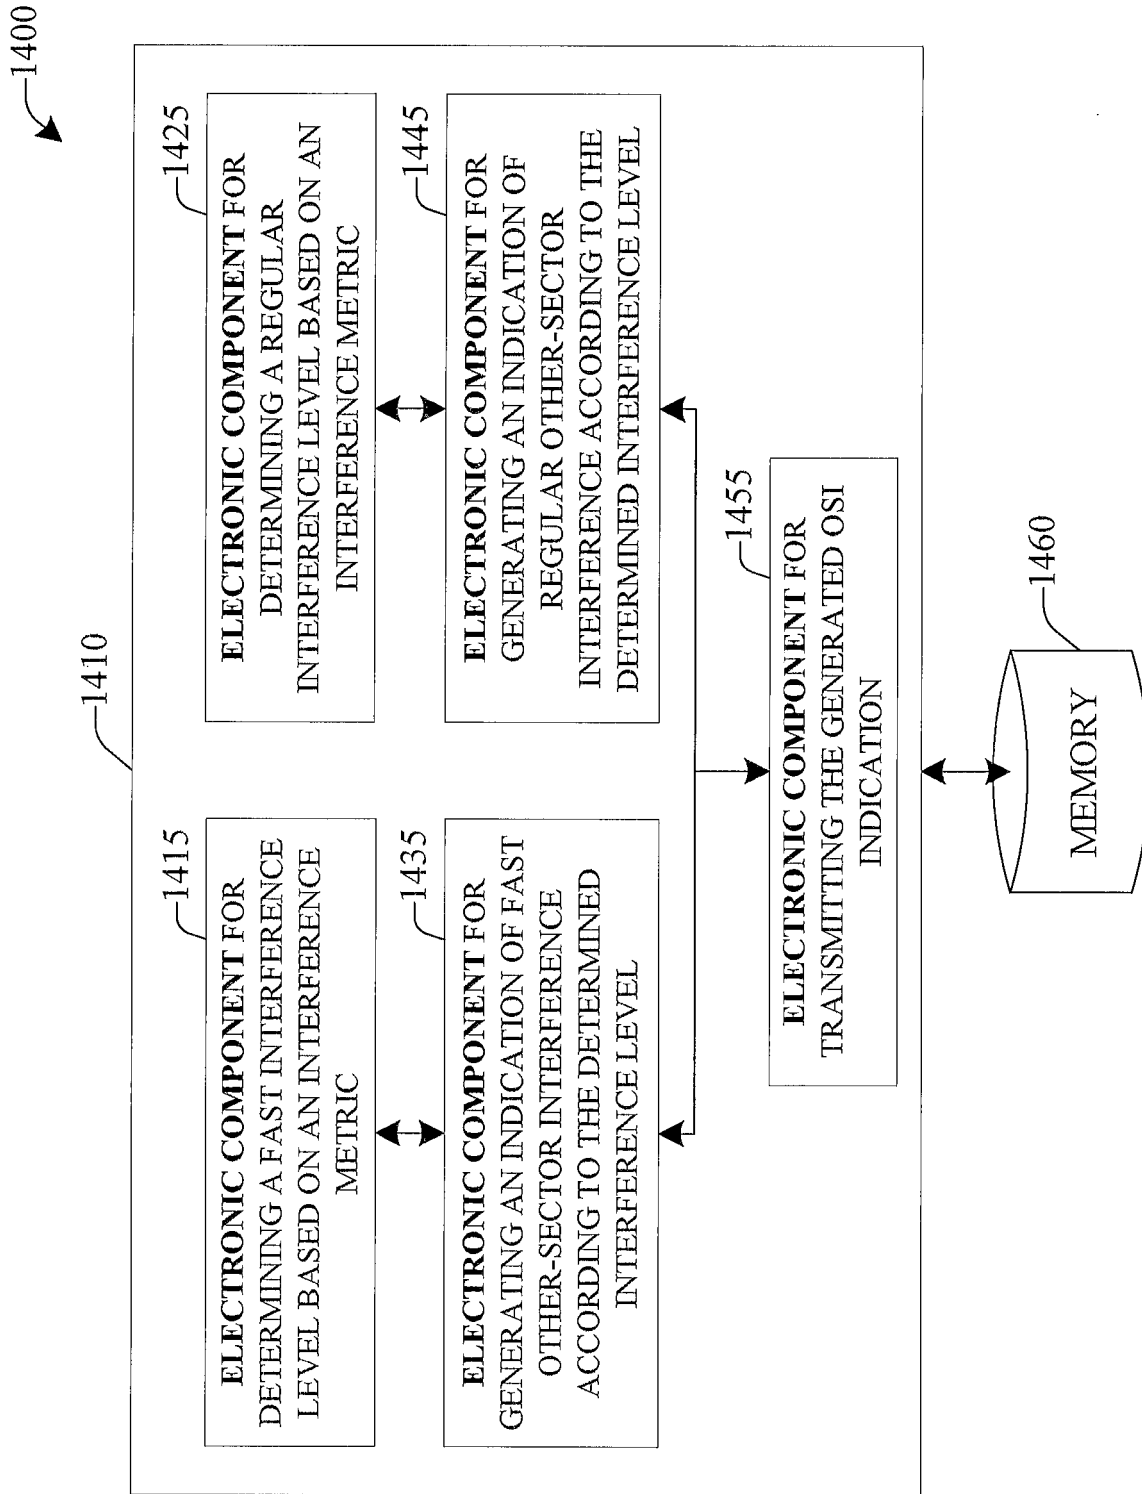 1400
1410
1415
ELECTRONIC COMPONENT FOR
DETERMINING A FAST INTERFERENCE
LEVEL BASED ON AN INTERFERENCE
METRIC
1425
ELECTRONIC COMPONENT FOR
DETERMINING A REGULAR
INTERFERENCE LEVEL BASED ON AN
INTERFERENCE METRIC
1435
ELECTRONIC COMPONENT FOR
GENERATING AN INDICATION OF FAST
OTHER-SECTOR INTERFERENCE
ACCORDING TO THE DETERMINED
INTERFERENCE LEVEL
1445
ELECTRONIC COMPONENT FOR
GENERATING AN INDICATION OF
REGULAR OTHER-SECTOR
INTERFERENCE ACCORDING TO THE
DETERMINED INTERFERENCE LEVEL
1455
ELECTRONIC COMPONENT FOR
TRANSMITTING THE GENERATED OSI
INDICATION
1460
MEMORY